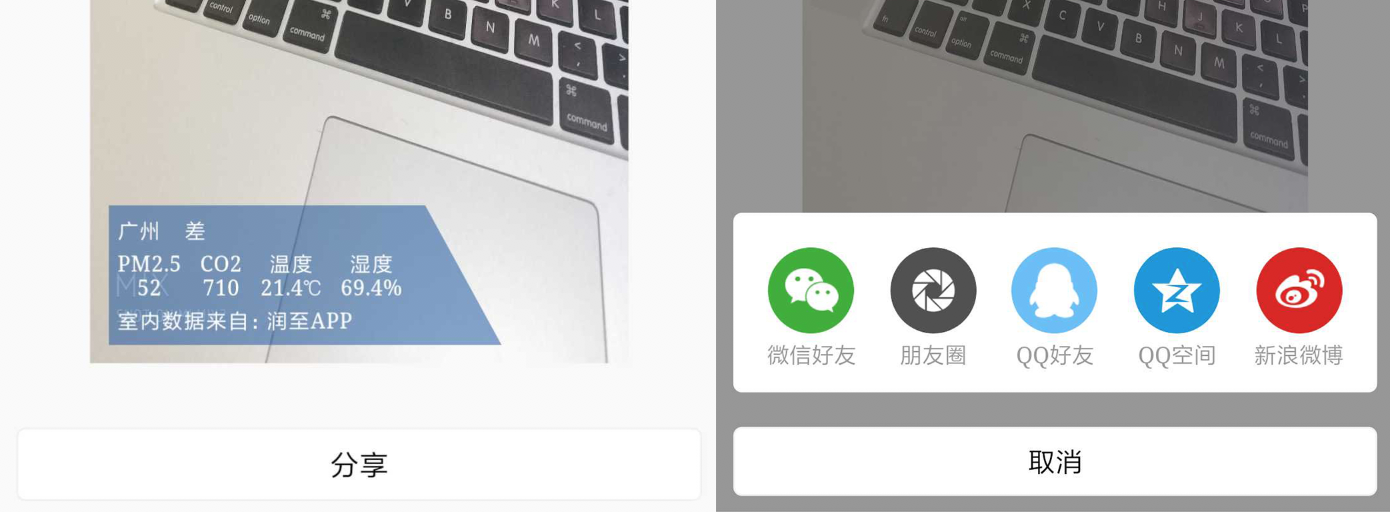 V B N M K L
control option ⌘ command < , >
⌘ command
广州 差
PM2.5 CO2 温度 湿度
52 710 21.4℃ 69.4%
室内数据来自：润至APP
分享
X C V B N M H J K L
fn control alt option ⌘ command < , >
⌘ command
微信好友 朋友圈 QQ好友 QQ空间 新浪微博
取消